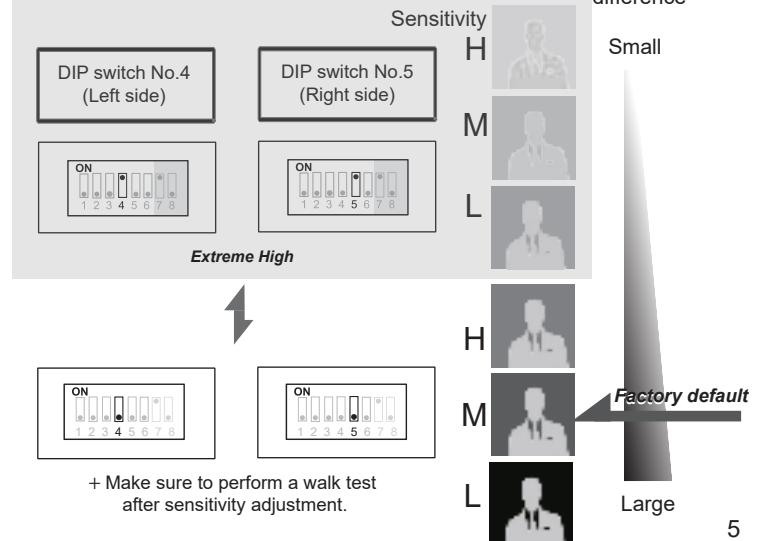 difference
Sensitivity
H
Small
DIP switch No.4
(Left side)
DIP switch No.5
(Right side)
M
ON
1 2 3 4 5 6 7 8
ON
1 2 3 4 5 6 7 8
L
Extreme High
H
ON
1 2 3 4 5 6 7 8
ON
1 2 3 4 5 6 7 8
M
Factory default
+ Make sure to perform a walk test
after sensitivity adjustment.
L
Large
5